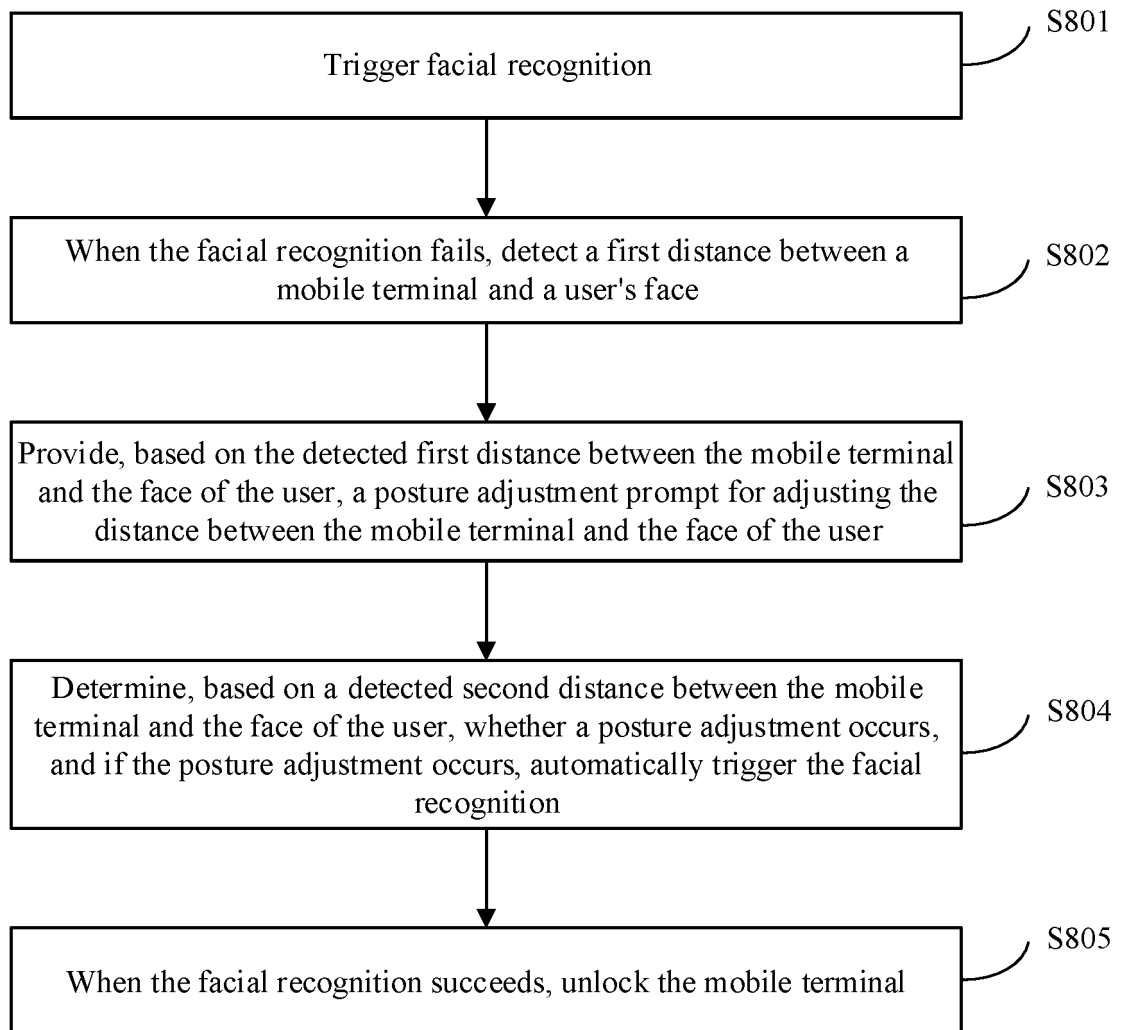 S801
Trigger facial recognition
S802
When the facial recognition fails, detect a first distance between a
mobile terminal and a user's face
Provide, based on the detected first distance between the mobile terminal
and the face of the user, a posture adjustment prompt for adjusting the
distance between the mobile terminal and the face of the user
S803
Determine, based on a detected second distance between the mobile
terminal and the face of the user, whether a posture adjustment occurs,
and if the posture adjustment occurs, automatically trigger the facial
recognition
S804
S805
When the facial recognition succeeds, unlock the mobile terminal